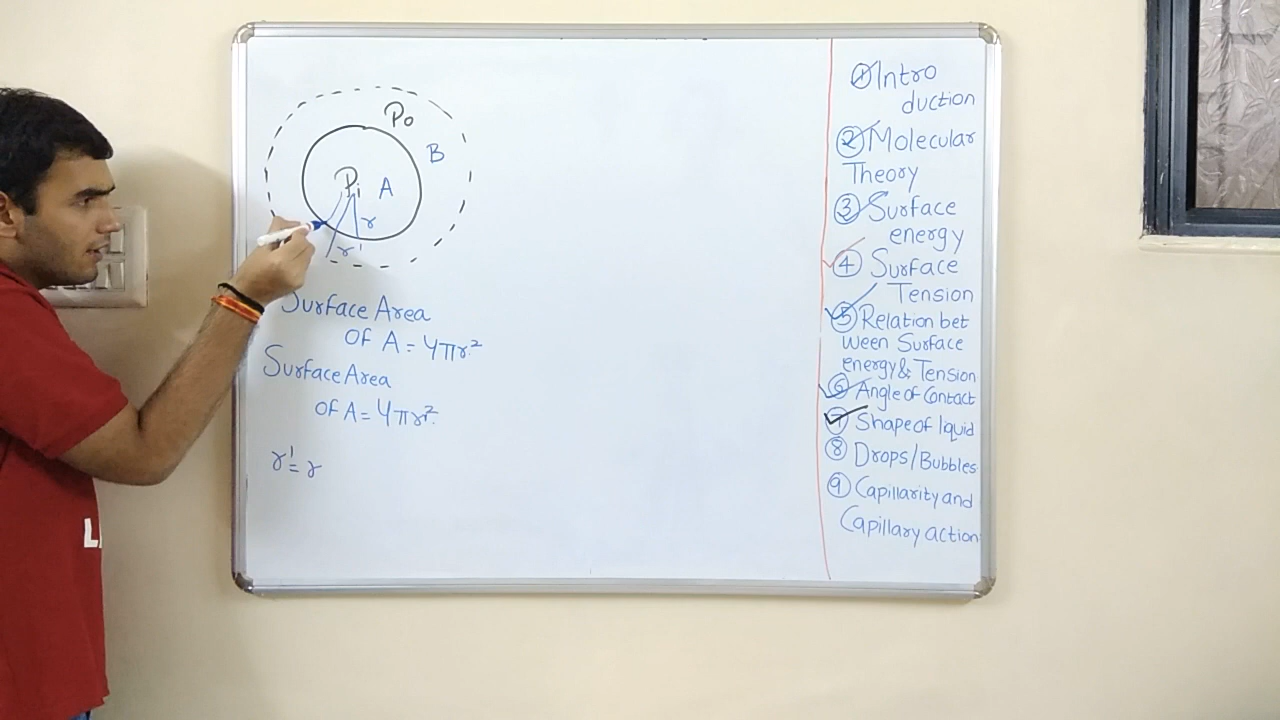 Po
B
Pi
A
r
r'
Surface Area
of A = 4πr²
Surface Area
of A = 4πr²
r' = r
① Intro
duction
② Molecular
Theory
③ Surface
energy
④ Surface
Tension
⑤ Relation bet
ween Surface
energy & Tension
⑥ Angle of Contact
⑦ Shape of liquid
⑧ Drops/Bubbles
⑨ Capillarity and
Capillary action